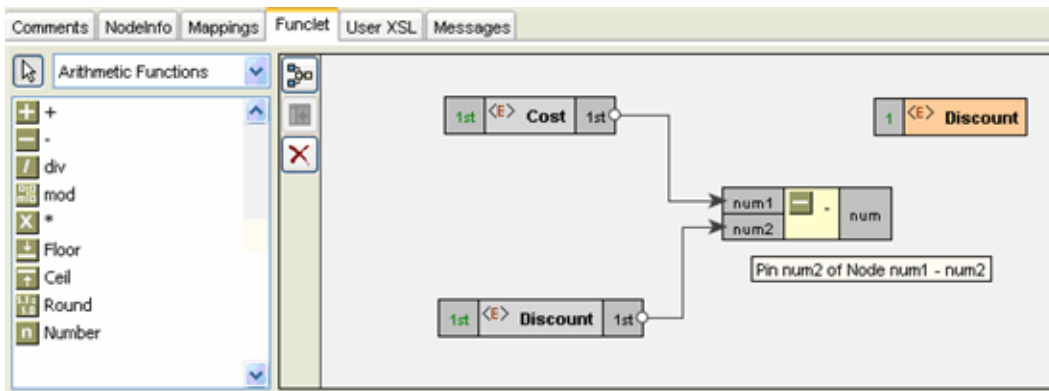 Comments NodeInfo Mappings Funclet User XSL Messages
Arithmetic Functions
+
-
div
mod
*
Floor
Ceil
Round
Number
1st <E> Cost 1st
1 <E> Discount
num1 - num
num2
Pin num2 of Node num1 - num2
1st <E> Discount 1st